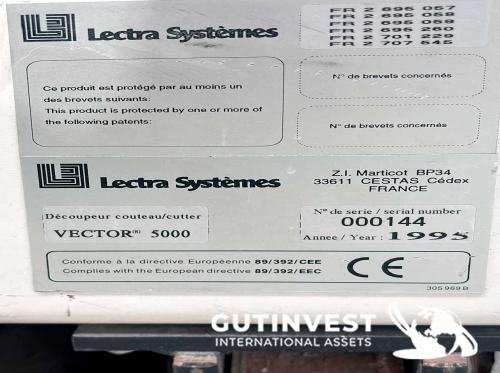 Lectra Systèmes
FR 2 695 057
FR 2 695 058
FR 2 695 059
FR 2 695 260
FR 2 701 229
FR 2 707 545
Ce produit est protégé par au moins un
des brevets suivants:
This product is protected by one or more of
the following patents:
N° de brevets concernés
N° de brevets concernés
Lectra Systèmes
Z.I. Marticot BP34
33611 CESTAS Cédex
FRANCE
Découpeur couteau/cutter
VECTOR® 5000
N° de serie / serial number
000144
Annee / Year : 1995
Conforme à la directive Européenne 89/392/CEE
Complies with the European directive 89/392/EEC
CE
305 969 B
GUTINVEST
INTERNATIONAL ASSETS